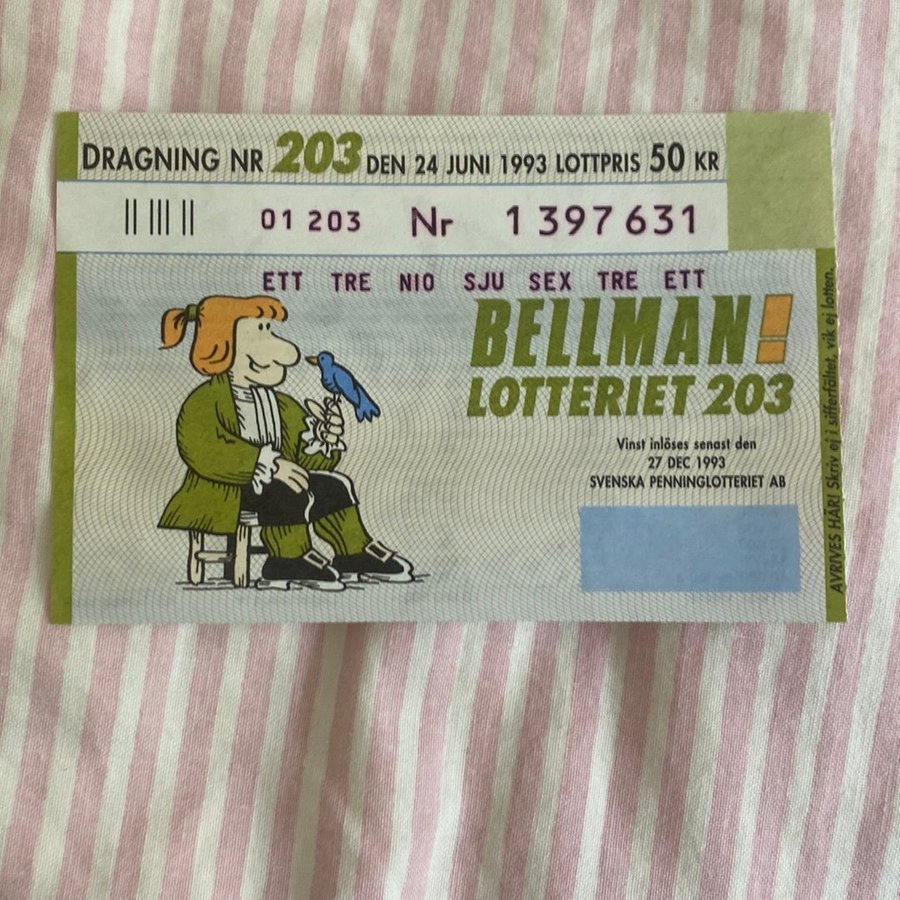 DRAGNING NR 203 DEN 24 JUNI 1993 LOTTPRIS 50 KR
01 203 Nr 1 397 631
ETT TRE NIO SJU SEX TRE ETT
BELLMAN!
LOTTERIET 203
Vinst inlöses senast den
27 DEC 1993
SVENSKA PENNINGLOTTERIET AB
AVRIVES HÄR! Skriv ej i sifferfältet, vik ej lotten.